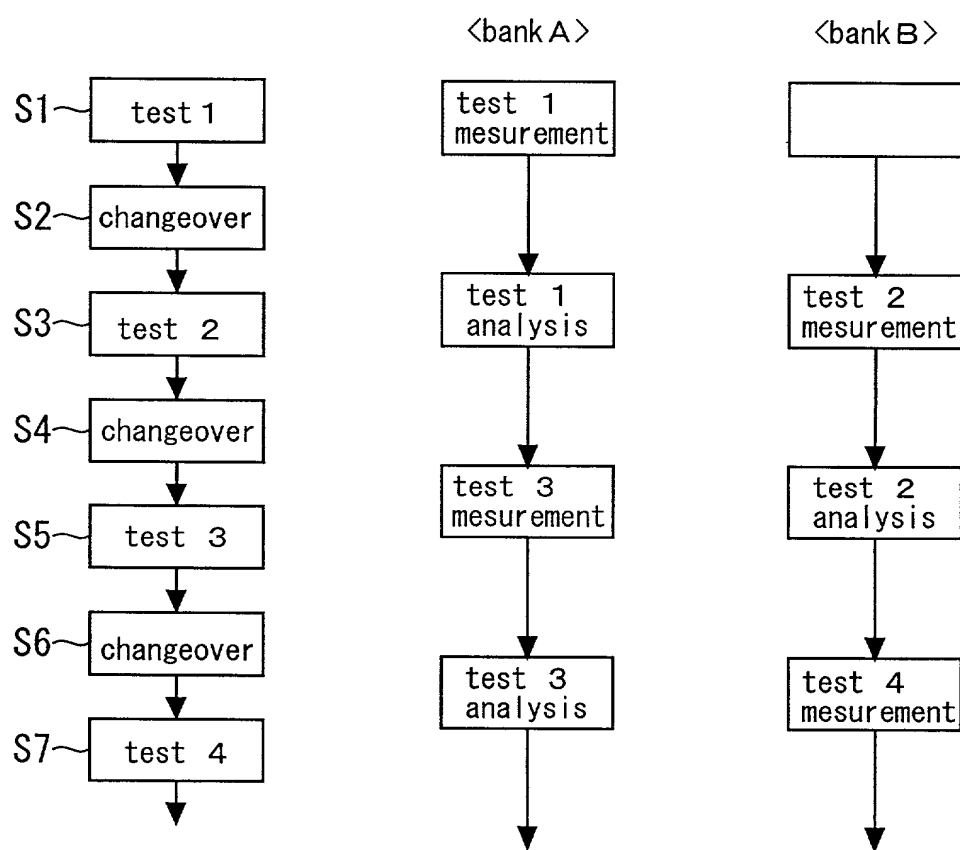 <bank A>
<bank B>
S1
test 1
S2
changeover
S3
test 2
S4
changeover
S5
test 3
S6
changeover
S7
test 4
test 1
mesurement
test 1
analysis
test 3
mesurement
test 3
analysis
test 2
mesurement
test 2
analysis
test 4
mesurement